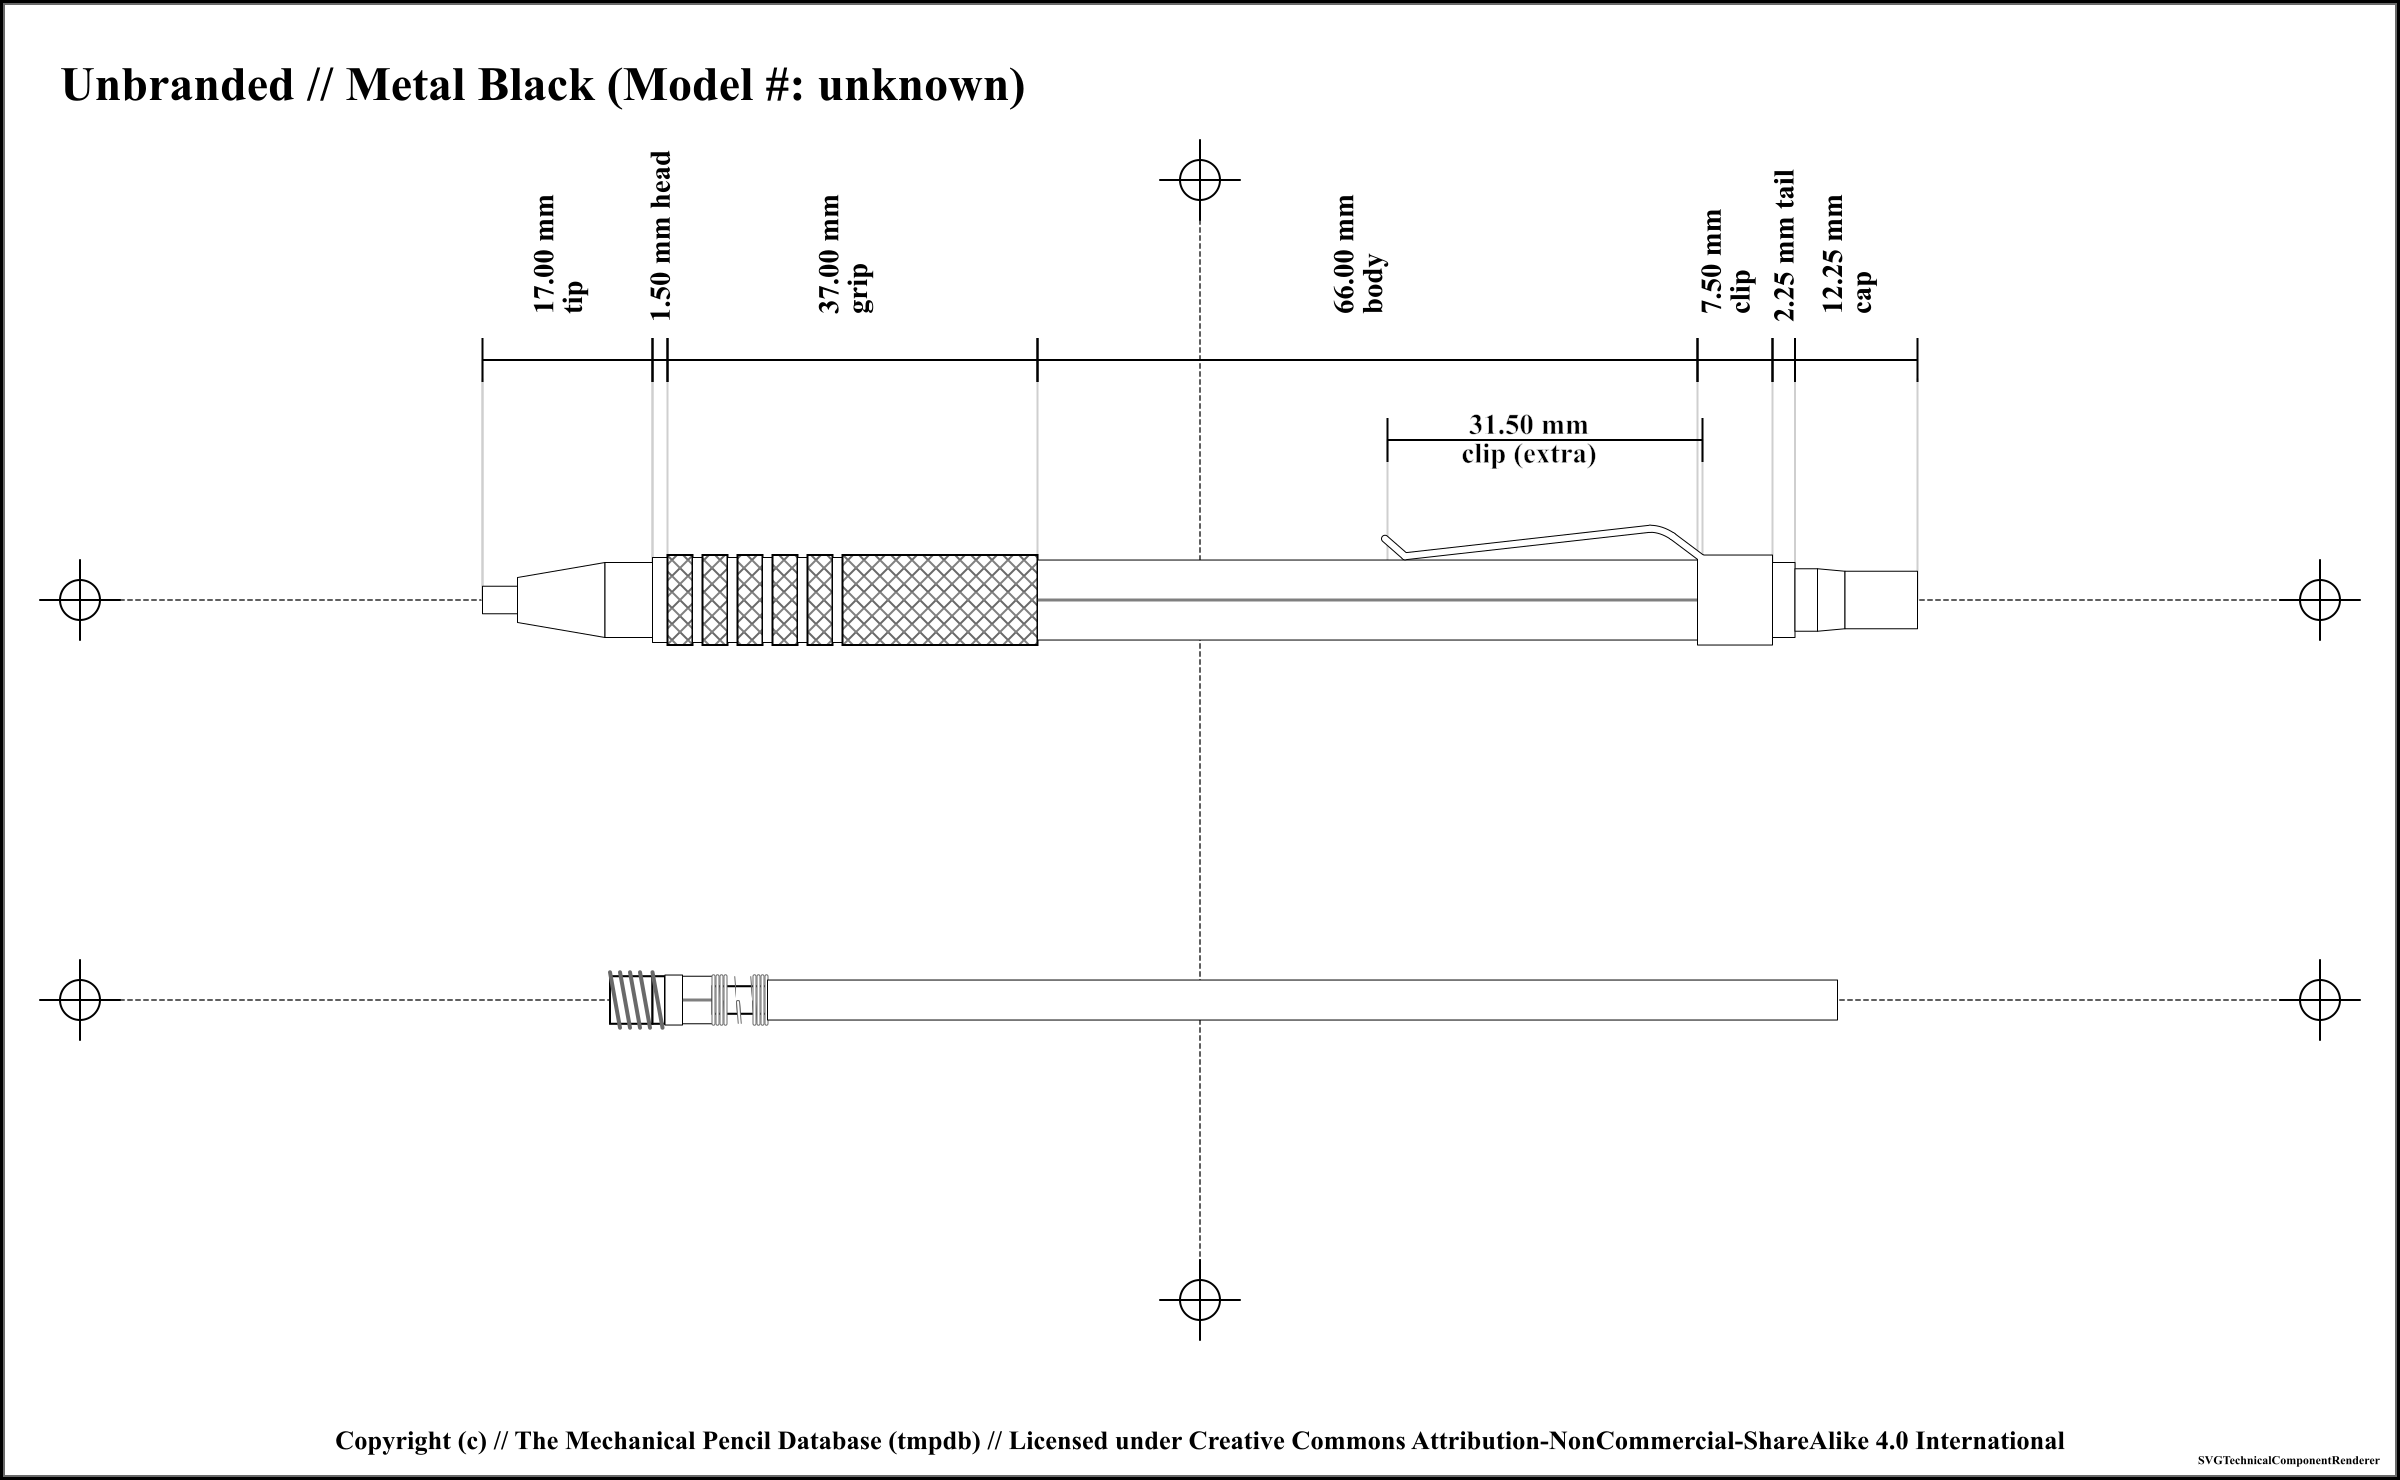 Unbranded // Metal Black (Model #: unknown)
17.00 mm
tip
1.50 mm head
37.00 mm
grip
66.00 mm
body
7.50 mm
clip
2.25 mm tail
12.25 mm
cap
31.50 mm
clip (extra)
Copyright (c) // The Mechanical Pencil Database (tmpdb) // Licensed under Creative Commons Attribution-NonCommercial-ShareAlike 4.0 International
SVGTechnicalComponentRenderer